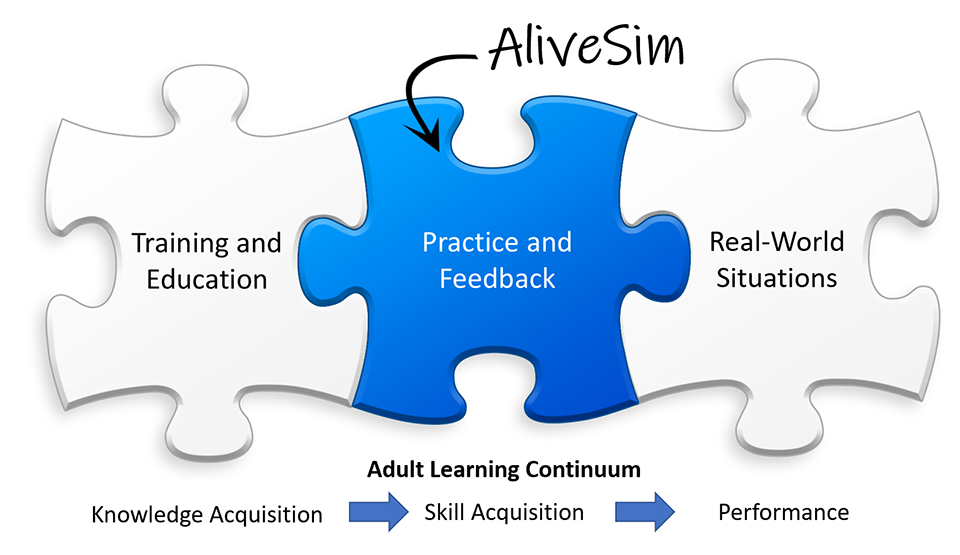 AliveSim
Training and
Education
Practice and
Feedback
Real-World
Situations
Adult Learning Continuum
Knowledge Acquisition
Skill Acquisition
Performance